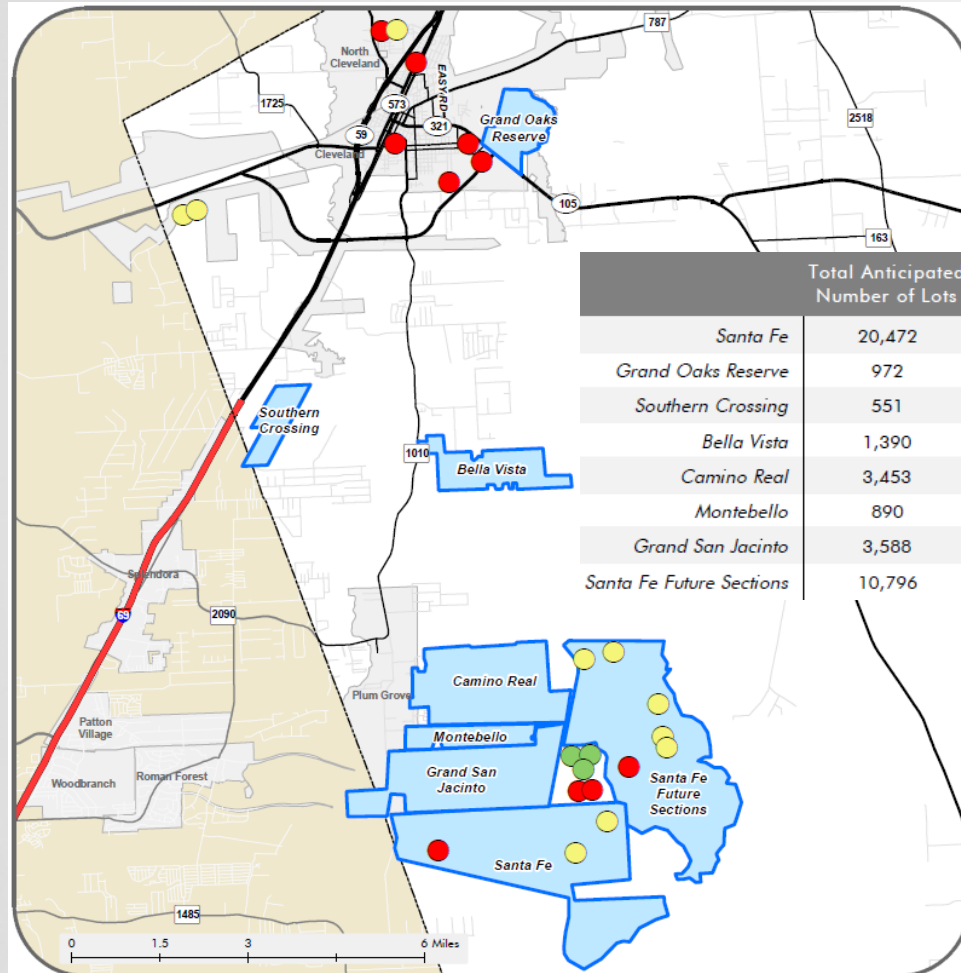 787
North
Cleveland
EASY RD
1725
573
Grand Oaks
Reserve
2518
59
321
Cleveland
105
163
Total Anticipated
Number of Lots
Santa Fe 20,472
Grand Oaks Reserve 972
Southern Crossing 551
Bella Vista 1,390
Camino Real 3,453
Montebello 890
Grand San Jacinto 3,588
Santa Fe Future Sections 10,796
Southern
Crossing
1010
Bella Vista
Splendora
69
2090
Camino Real
Plum Grove
Montebello
Patton
Village
Grand San
Jacinto
Woodbranch
Roman Forest
Santa Fe
Future
Sections
Santa Fe
1485
0 1.5 3 6 Miles